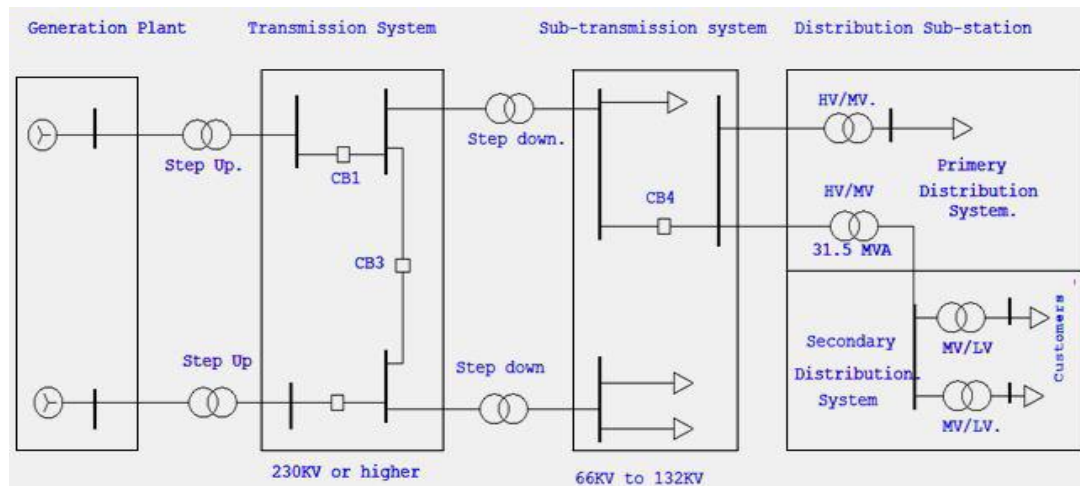 Generation Plant
Transmission System
Sub-transmission system
Distribution Sub-station
HV/MV.
Step Up.
CB1
Step down.
Primery
Distribution
System.
HV/MV
CB4
31.5 MVA
CB3
Step Up
Step down
Secondary
Distribution.
System
MV/LV
MV/LV.
Customers
230KV or higher
66KV to 132KV